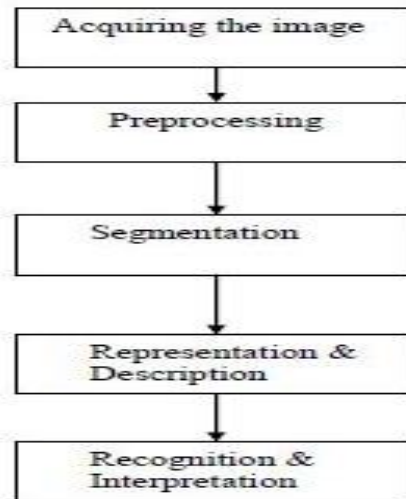 Acquiring the image
Preprocessing
Segmentation
Representation &
Description
Recognition &
Interpretation